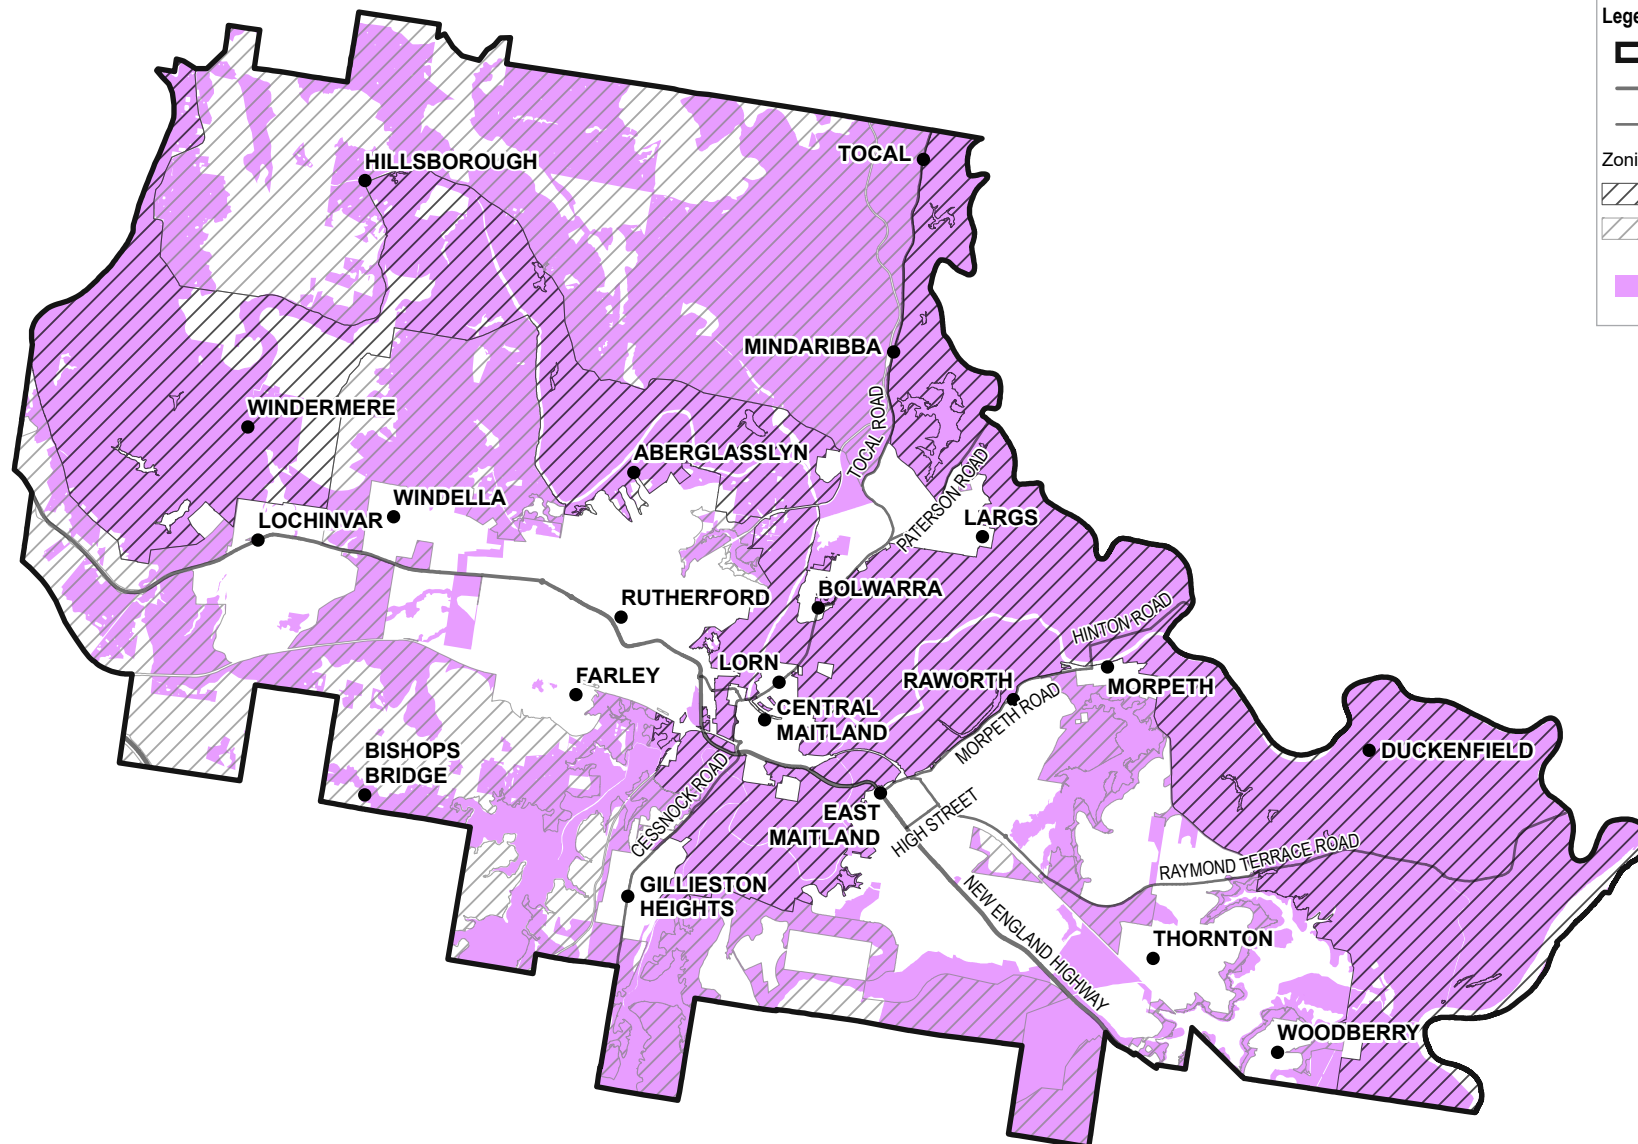 Lege
Zoni
HILLSBOROUGH
TOCAL
MINDARIBBA
TOCAL ROAD
WINDERMERE
ABERGLASSLYN
PATERSON ROAD
WINDELLA
LOCHINVAR
LARGS
RUTHERFORD
BOLWARRA
HINTON ROAD
LORN
FARLEY
RAWORTH
MORPETH
CENTRAL
MAITLAND
MORPETH ROAD
BISHOPS
BRIDGE
DUCKENFIELD
CESSNOCK ROAD
EAST
MAITLAND
HIGH STREET
RAYMOND TERRACE ROAD
GILLIESTON
HEIGHTS
NEW ENGLAND HIGHWAY
THORNTON
WOODBERRY